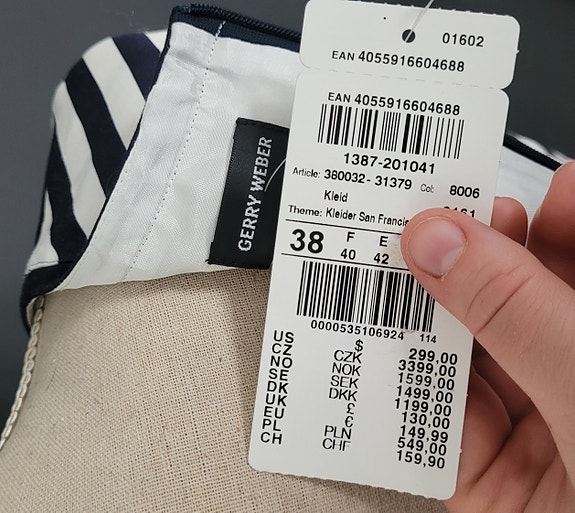 01602
EAN 4055916604688
EAN 4055916604688
1387-201041
Article: 380032-31379 Col: 8006
Kleid
Theme: Kleider San
38 F E
40 42
0000535106924 114
US $ 299,00
CZ CZK 3399,00
NO NOK 1599,00
SE SEK 1499,00
DK DKK 1199,00
UK £ 130,00
EU € 149,99
PL PLN 549,00
CH CHF 159,90
GERRY WEBER